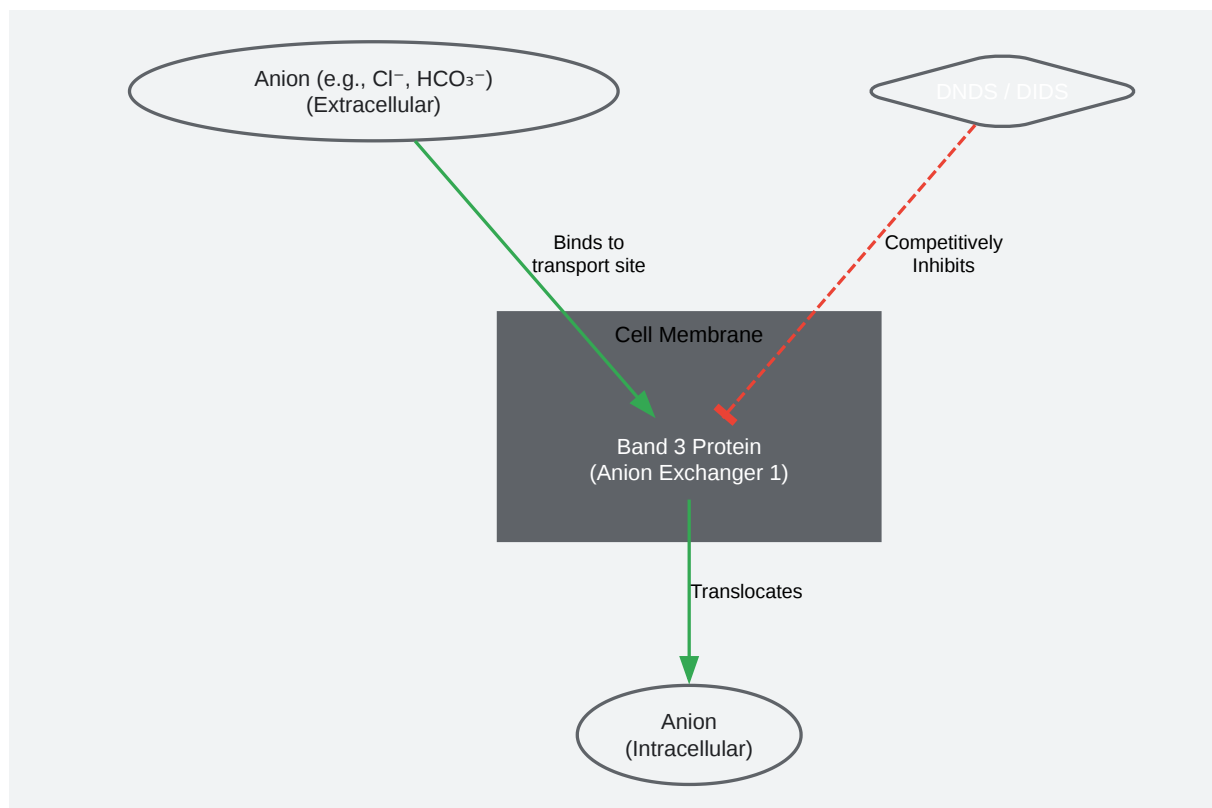 Anion (e.g., Cl⁻, HCO₃⁻)
(Extracellular)
DNDS / DIDS
Binds to
transport site
Competitively
Inhibits
Cell Membrane
Band 3 Protein
(Anion Exchanger 1)
Translocates
Anion
(Intracellular)